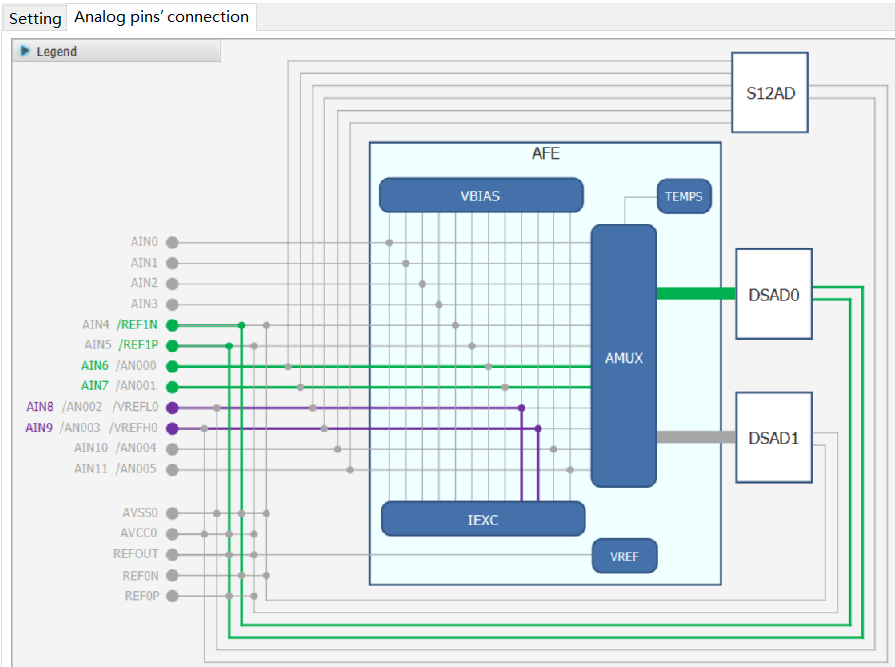 Setting
Analog pins' connection
Legend
S12AD
AFE
VBIAS
TEMPS
AIN0
AIN1
AIN2
AIN3
AIN4 /REF1N
AIN5 /REF1P
AIN6 /AN000
AIN7 /AN001
AIN8 /AN002 /VREFL0
AIN9 /AN003 /VREFH0
AIN10 /AN004
AIN11 /AN005
AMUX
DSAD0
DSAD1
AVSS0
AVCC0
REFOUT
REF0N
REF0P
IEXC
VREF